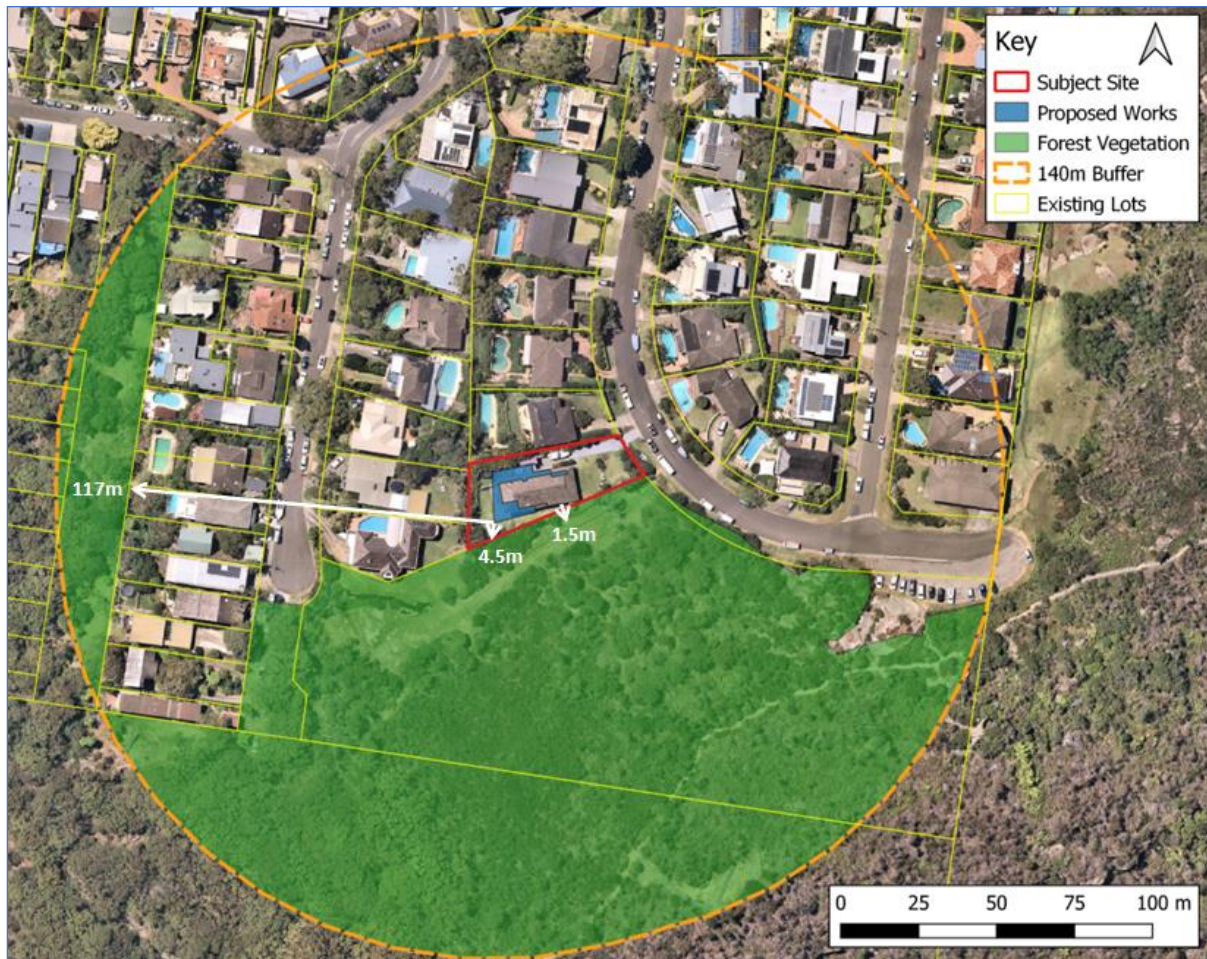 Key
Subject Site
Proposed Works
Forest Vegetation
140m Buffer
Existing Lots
117m
1.5m
4.5m
0 25 50 75 100 m